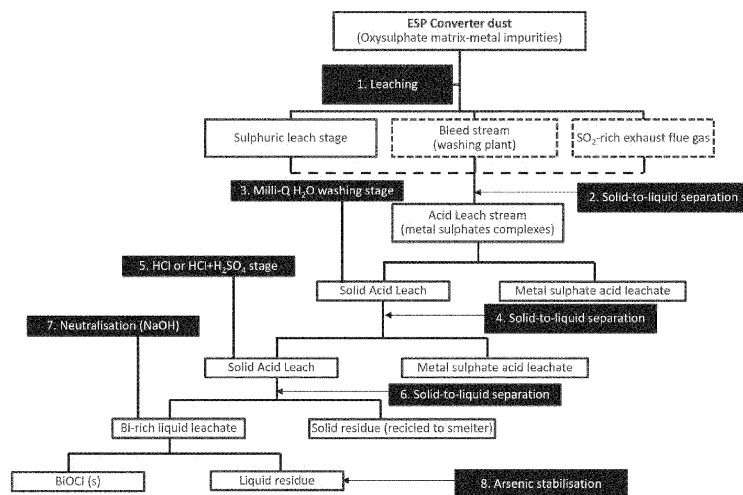 ESP Converter dust
(Oxysulphate matrix-metal impurities)
1. Leaching
Sulphuric leach stage
Bleed stream
(washing plant)
SO2-rich exhaust flue gas
3. Milli-Q H2O washing stage
2. Solid-to-liquid separation
Acid Leach stream
(metal sulphates complexes)
5. HCl or HCl+H2SO4 stage
Solid Acid Leach
Metal sulphate acid leachate
4. Solid-to-liquid separation
7. Neutralisation (NaOH)
Solid Acid Leach
Metal sulphate acid leachate
6. Solid-to-liquid separation
Bi-rich liquid leachate
Solid residue (recicled to smelter)
BiOCl (s)
Liquid residue
8. Arsenic stabilisation